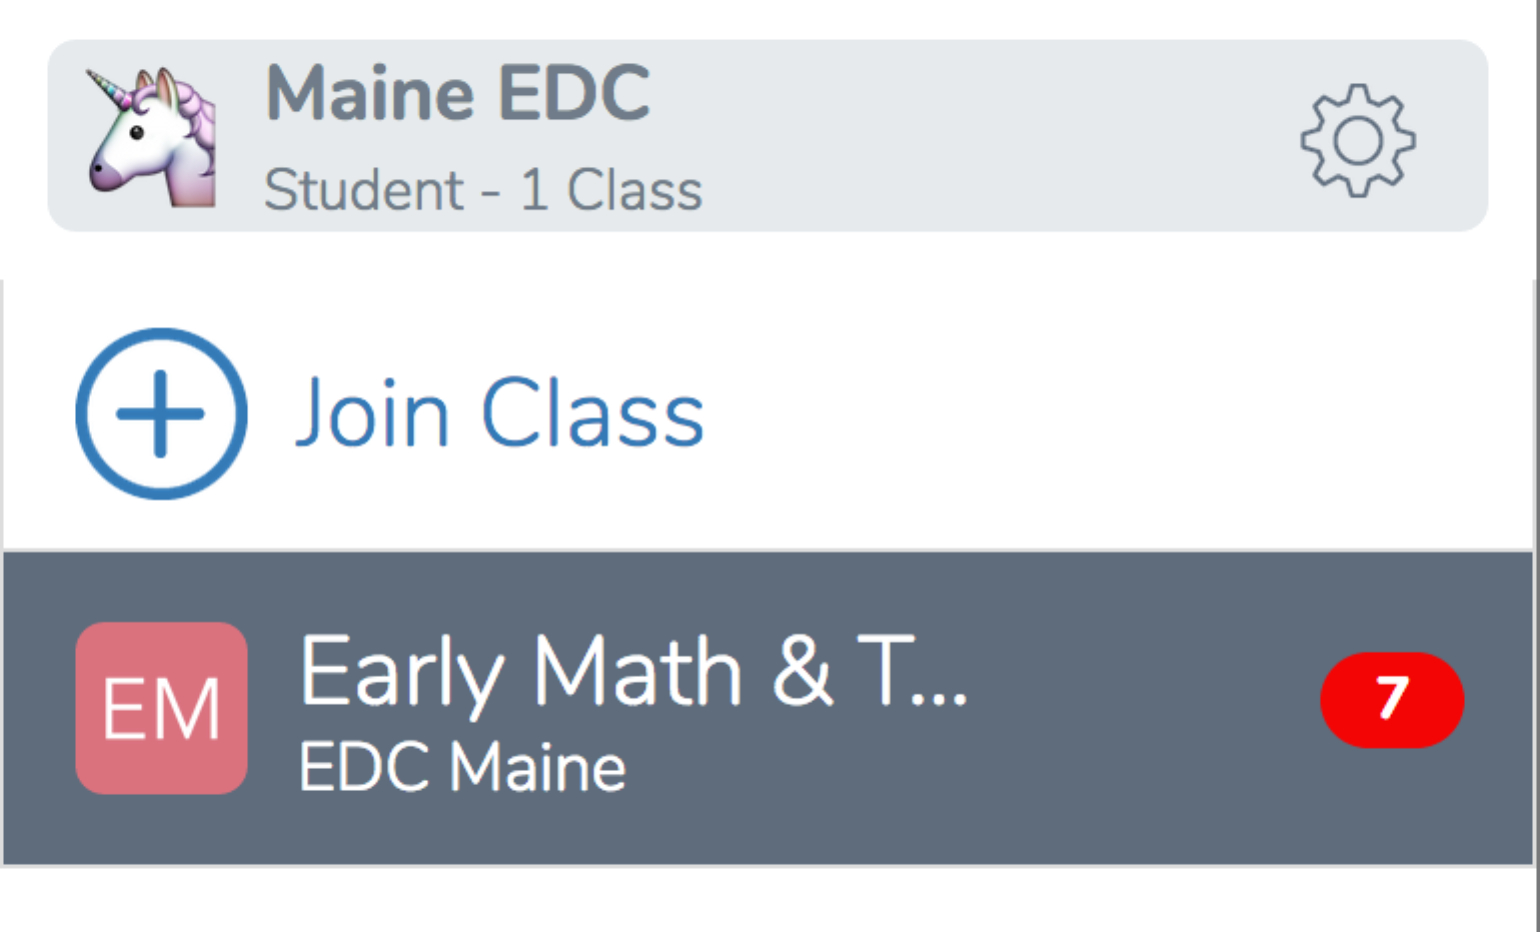 Maine EDC
Student - 1 Class
Join Class
EM
Early Math & T...
EDC Maine
7